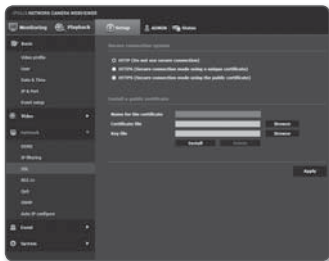 NETWORK CAMERA WEBVIEWER
Monitoring
Playback
Setup
ADMIN
Status
Basic
Video profile
User
Date & Time
IP & Port
Event setup
Video
Network
DDNS
IP filtering
SSL
802.1x
QoS
SNMP
Auto IP configure
Event
System
Secure connection system
HTTP (Do not use secure connection)
HTTPS (Secure connection mode using a unique certificate)
HTTPS (Secure connection mode using the public certificate)
Install a public certificate
Name for the certificate
Certificate file
Browse
Key file
Browse
Install
Delete
Apply